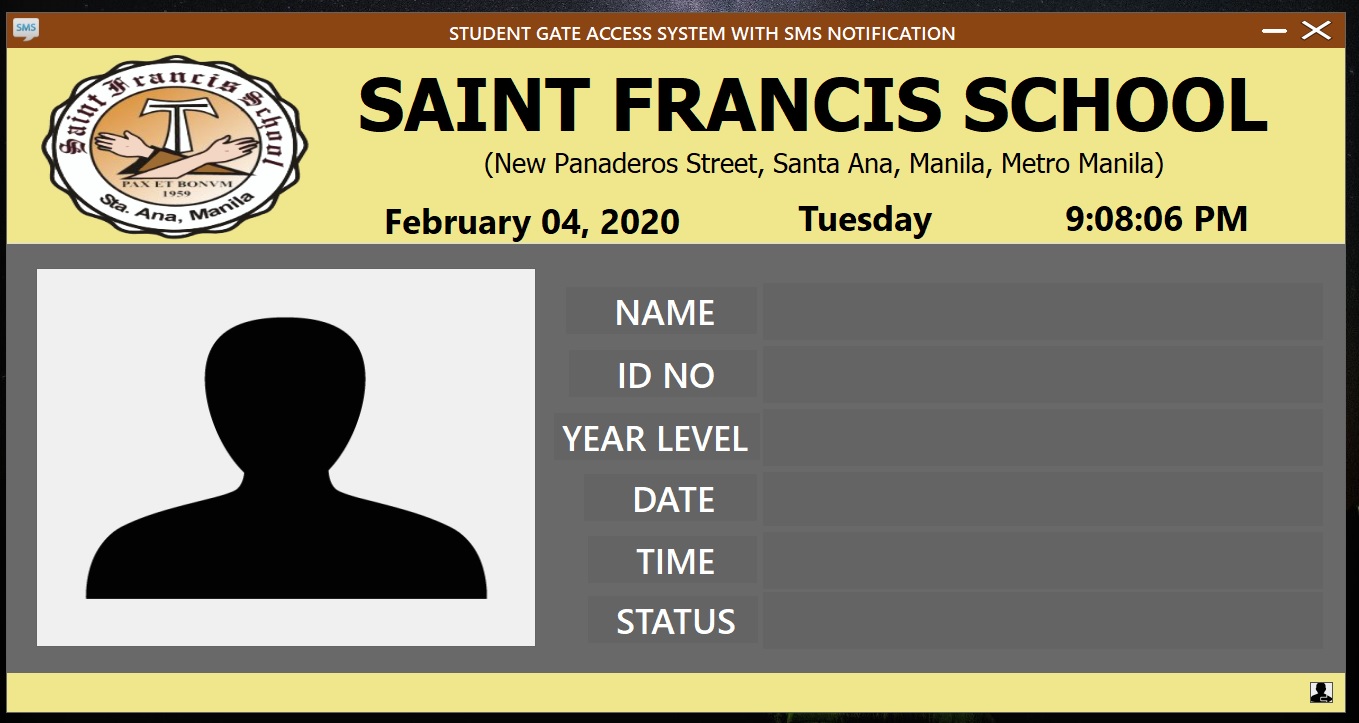 SMS
STUDENT GATE ACCESS SYSTEM WITH SMS NOTIFICATION
Saint Francis School
PAX ET BONVM
1959
Sta. Ana, Manila
SAINT FRANCIS SCHOOL
(New Panaderos Street, Santa Ana, Manila, Metro Manila)
February 04, 2020 Tuesday 9:08:06 PM
NAME
ID NO
YEAR LEVEL
DATE
TIME
STATUS